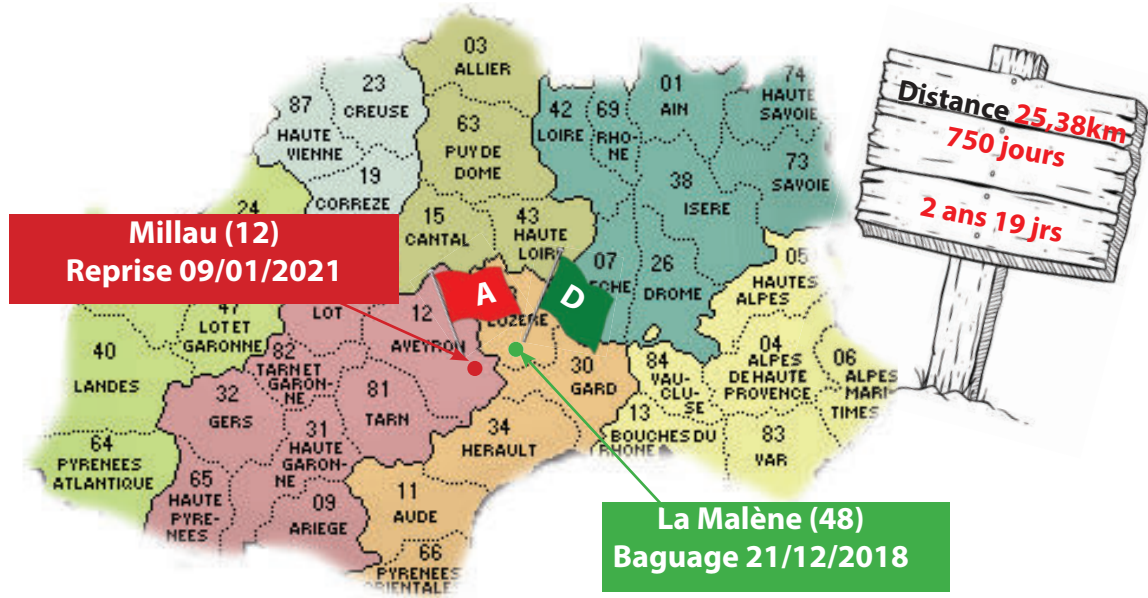 03
ALLIER
23
CREUSE
87
HAUTE
VIENNE
63
PUY DE
DOME
19
CORREZE
42
LOIRE
69
RHO-
NE
01
AIN
74
HAUTE
SAVOIE
73
SAVOIE
38
ISERE
24
15
CANTAL
43
HAUTE
LOIRE
07
26
DROME
05
HAUTES
ALPES
Distance 25,38km
750 jours
2 ans 19 jrs
Millau (12)
Reprise 09/01/2021
A
D
47
LOT ET
GARONNE
LOT
12
AVEYRON
LOZERE
40
LANDES
82
TARN ET
GARON-
NE
81
TARN
32
GERS
30
GARD
84
VAU-
CLU-
SE
04
ALPES
DE HAUTE
PROVENCE
06
ALPES
MARI
TIMES
13
BOUCHES DU
RHONE
83
VAR
34
HERAULT
31
HAUTE
GARON-
NE
64
PYRENEES
ATLANTIQUE
65
HAUTE
PYRE-
NEES
09
ARIEGE
11
AUDE
66
PYRENEES
ORIENTALE
La Malène (48)
Baguage 21/12/2018